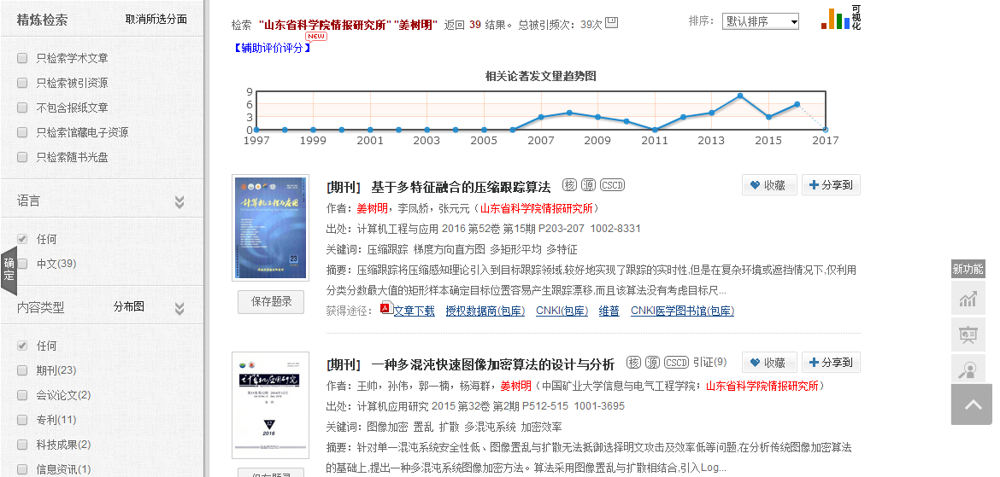 精炼检索 取消所选分面
只检索学术文章
只检索被引资源
不包含报纸文章
只检索馆藏电子资源
只检索随书光盘
语言
任何
中文(39)
确定
内容类型 分布图
任何
期刊(23)
会议论文(2)
专利(11)
科技成果(2)
信息资讯(1)
检索 "山东省科学院情报研究所" "姜树明" 返回 39 结果。 总被引频次：39次
NEW
【辅助评价评分】
排序： 默认排序
可视化
相关论著发文量趋势图
9
6
3
0
1997 1999 2001 2003 2005 2007 2009 2011 2013 2015 2017
[期刊] 基于多特征融合的压缩跟踪算法 核 源 CSCD
收藏 分享到
作者：姜树明，李凤娇，张元元（山东省科学院情报研究所）
出处：计算机工程与应用 2016 第52卷 第15期 P203-207 1002-8331
关键词：压缩跟踪 梯度方向直方图 多矩形平均 多特征
摘要：压缩跟踪将压缩感知理论引入到目标跟踪领域,较好地实现了跟踪的实时性,但是在复杂环境或遮挡情况下,仅利用
分类分数最大值的矩形样本确定目标位置容易产生跟踪漂移,而且该算法没有考虑目标尺...
获得途径： 文章下载 授权数据商(包库) CNKI(包库) 维普 CNKI医学图书馆(包库)
计算机工程与应用
23
保存题录
[期刊] 一种多混沌快速图像加密算法的设计与分析 核 源 CSCD 引证(9)
收藏 分享到
作者：王帅，孙伟，郭一楠，杨海群，姜树明（中国矿业大学信息与电气工程学院；山东省科学院情报研究所）
出处：计算机应用研究 2015 第32卷 第2期 P512-515 1001-3695
关键词：图像加密 置乱 扩散 多混沌系统 加密效率
摘要：针对单一混沌系统安全性低、图像置乱与扩散无法抵御选择明文攻击及效率低等问题,在分析传统图像加密算法
的基础上,提出一种多混沌图像加密方法。算法采用图像置乱与扩散相结合,引入Log...
计算机应用研究
12
2016
保存题录
新功能